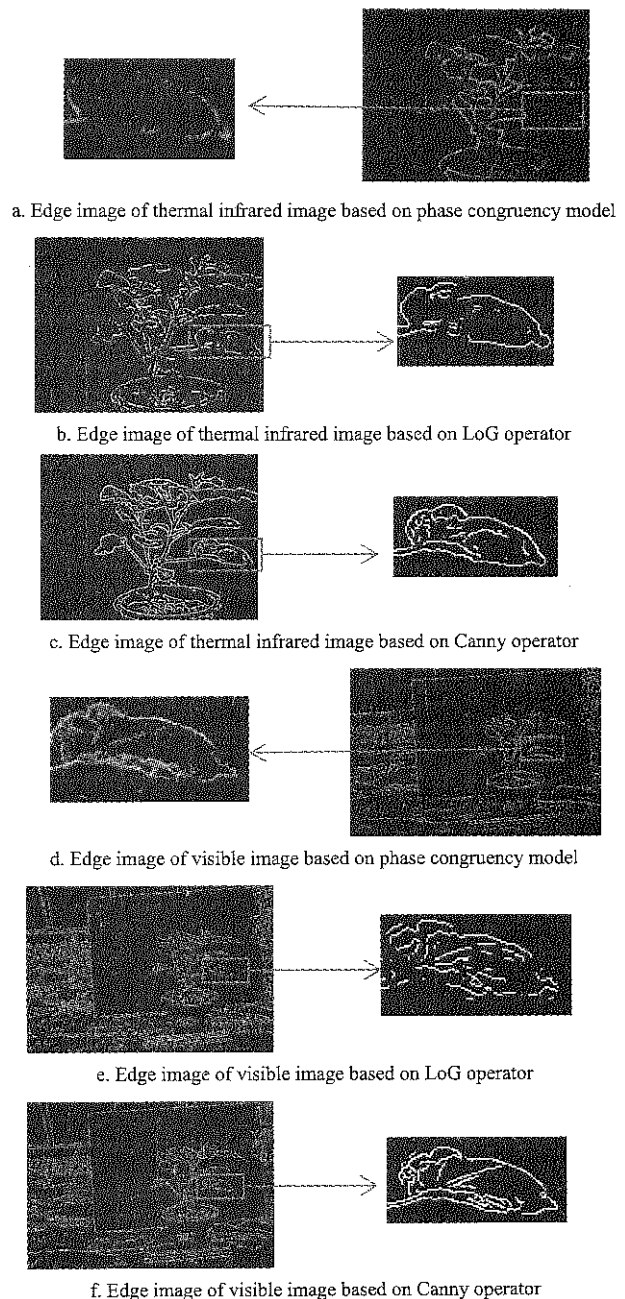 a. Edge image of thermal infrared image based on phase congruency model
b. Edge image of thermal infrared image based on LoG operator
c. Edge image of thermal infrared image based on Canny operator
d. Edge image of visible image based on phase congruency model
e. Edge image of visible image based on LoG operator
f. Edge image of visible image based on Canny operator